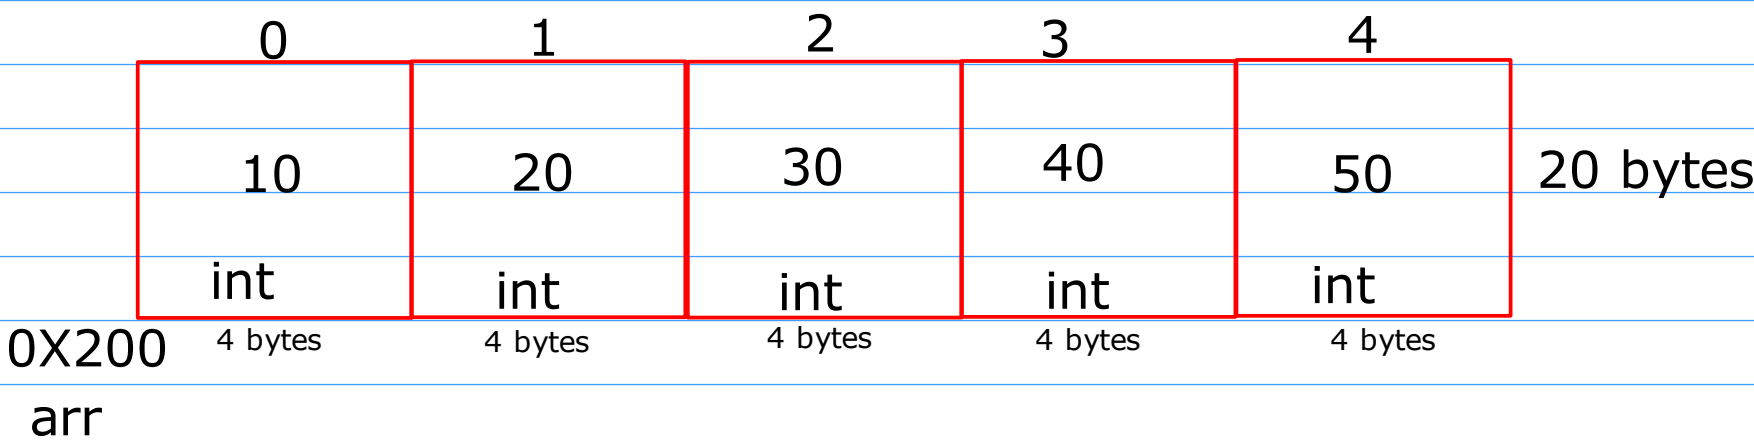 0 1 2 3 4
10 20 30 40 50 20 bytes
int int int int int
0X200 4 bytes 4 bytes 4 bytes 4 bytes 4 bytes
arr